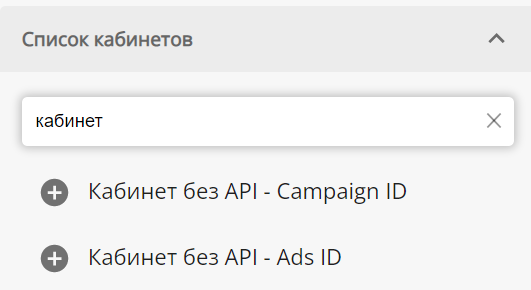 Список кабинетов
кабинет
Кабинет без API - Campaign ID
Кабинет без API - Ads ID